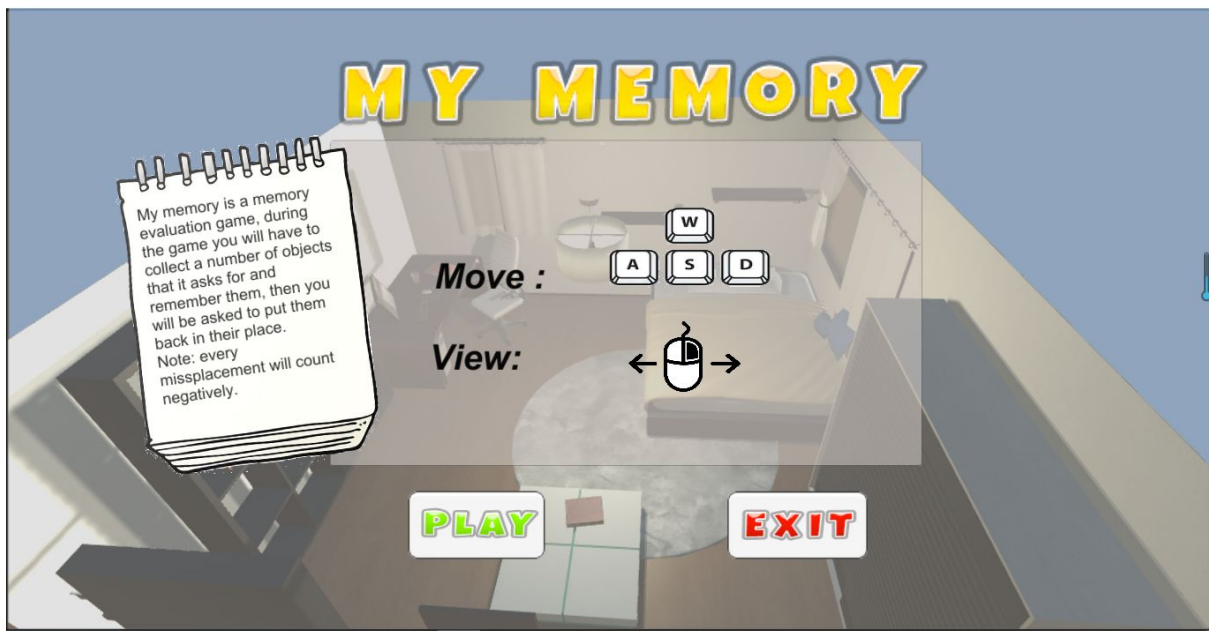 MY MEMORY
My memory is a memory
evaluation game, during
the game you will have to
collect a number of objects
that it asks for and
remember them, then you
will be asked to put them
back in their place.
Note: every
missplacement will count
negatively.
W
Move :
A S D
View:
PLAY
EXIT